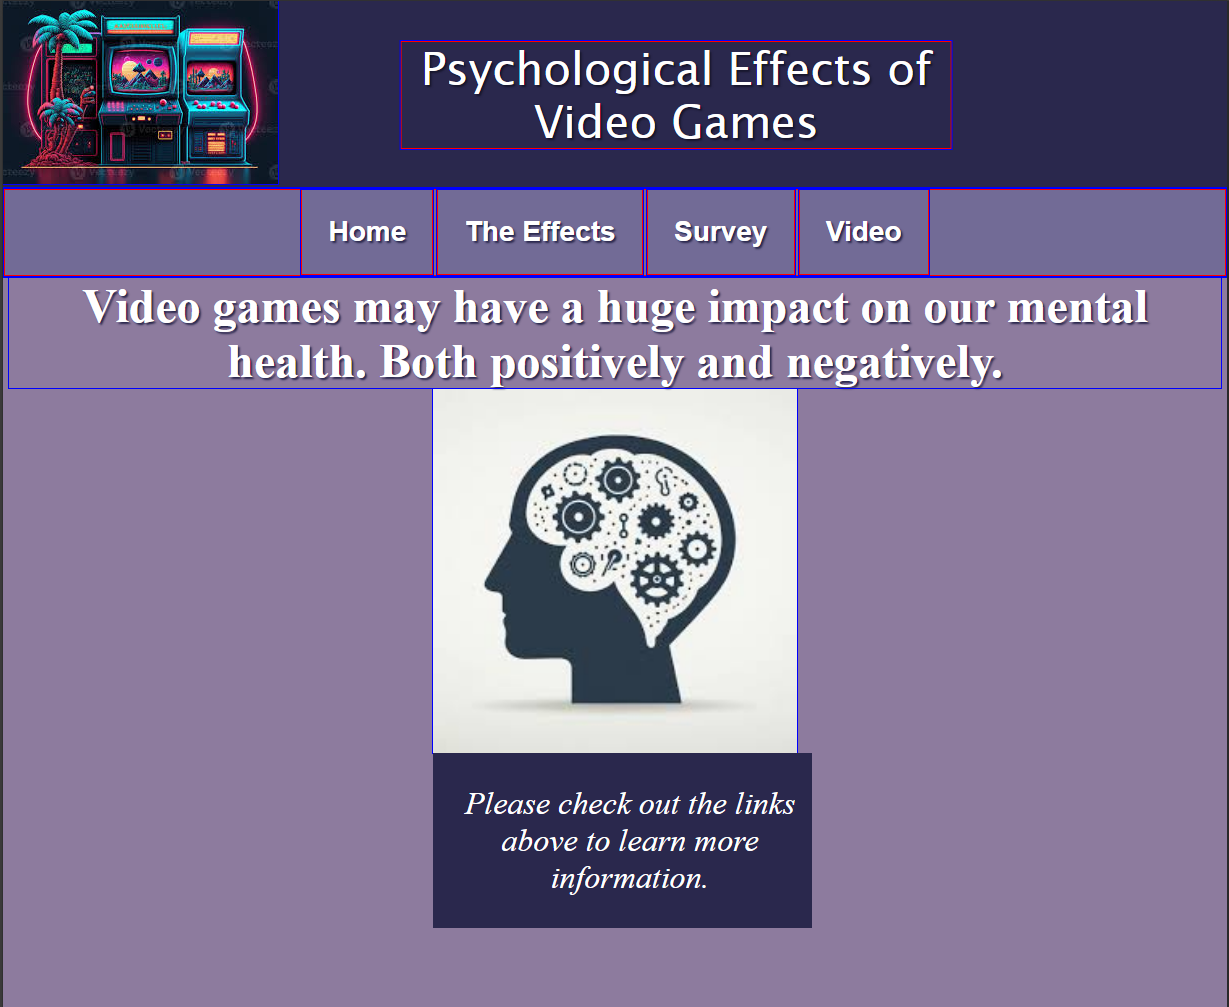 Psychological Effects of
Video Games
Home The Effects Survey Video
Video games may have a huge impact on our mental
health. Both positively and negatively.
Please check out the links
above to learn more
information.